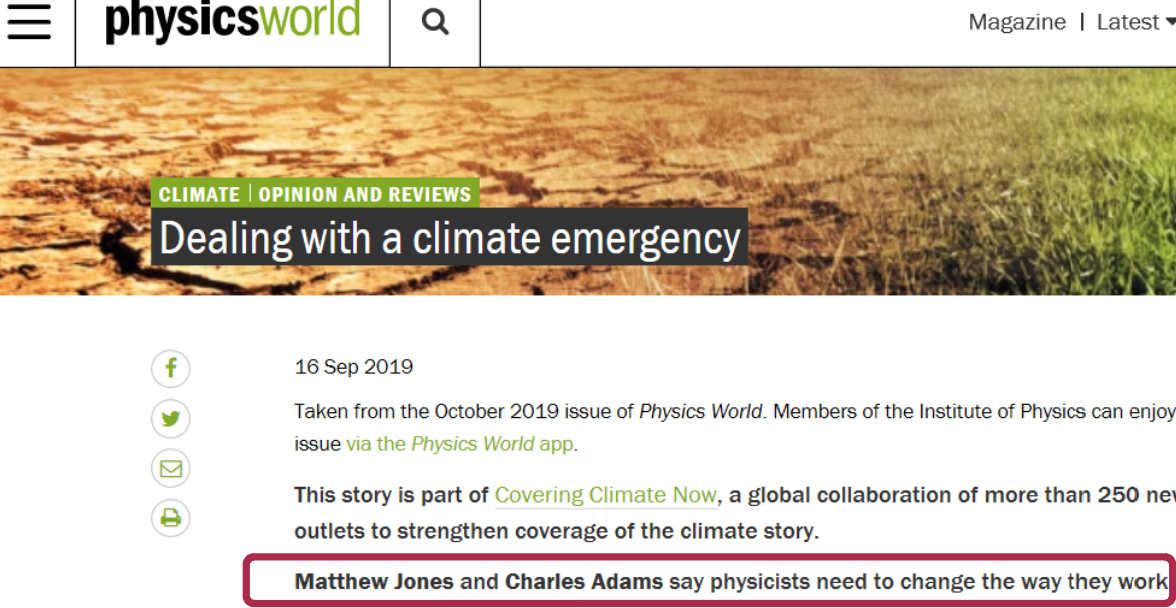 physicsworld
Magazine | Latest
CLIMATE | OPINION AND REVIEWS
Dealing with a climate emergency
16 Sep 2019
Taken from the October 2019 issue of Physics World. Members of the Institute of Physics can enjoy
issue via the Physics World app.
This story is part of Covering Climate Now, a global collaboration of more than 250
outlets to strengthen coverage of the climate story.
Matthew Jones and Charles Adams say physicists need to change the way they work